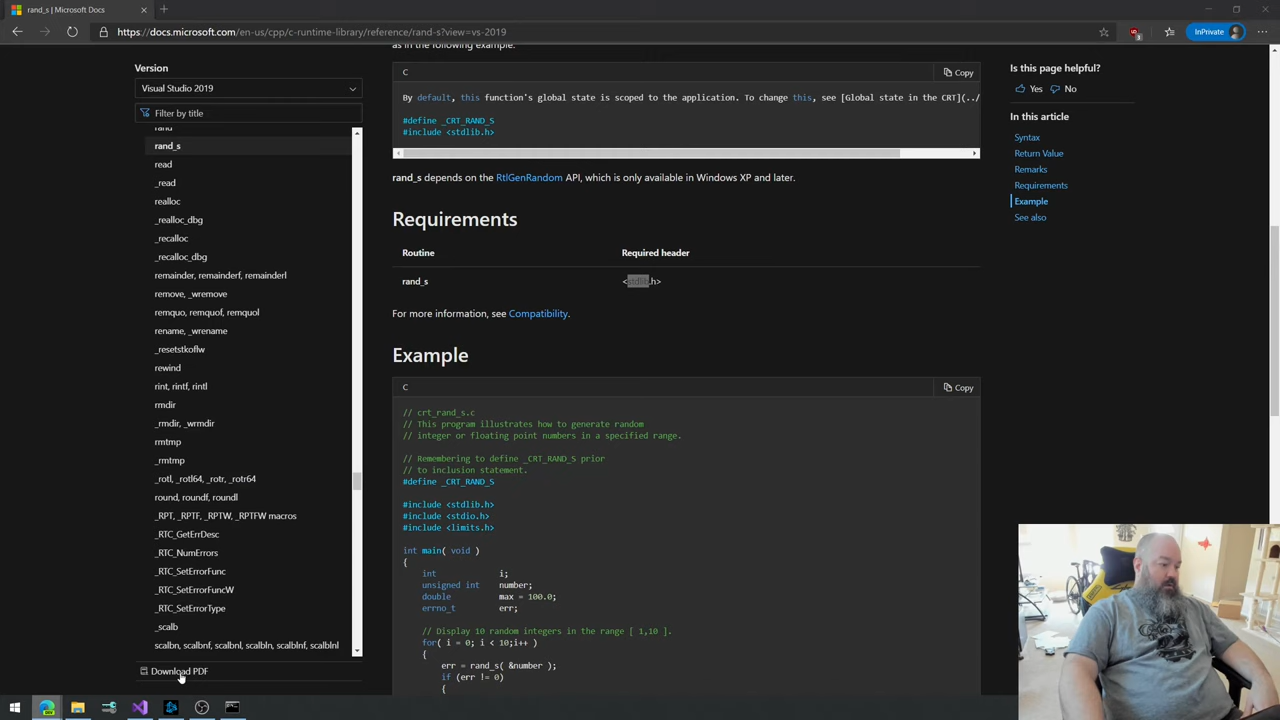 rand_s | Microsoft Docs
https://docs.microsoft.com/en-us/cpp/c-runtime-library/reference/rand-s?view=vs-2019
3
InPrivate
Version
Visual Studio 2019
Filter by title
rand
rand_s
read
_read
realloc
_realloc_dbg
_recalloc
_recalloc_dbg
remainder, remainderf, remainderl
remove, _wremove
remquo, remquof, remquol
rename, _wrename
_resetstkoflw
rewind
rint, rintf, rintl
rmdir
_rmdir, _wrmdir
rmtmp
_rmtmp
_rotl, _rotl64, _rotr, _rotr64
round, roundf, roundl
_RPT, _RPTF, _RPTW, _RPTFW macros
_RTC_GetErrDesc
_RTC_NumErrors
_RTC_SetErrorFunc
_RTC_SetErrorFuncW
_RTC_SetErrorType
_scalb
scalbn, scalbnf, scalbnl, scalbln, scalblnf, scalblnl
Download PDF
as in the following example.
C
Copy
By default, this function's global state is scoped to the application. To change this, see [Global state in the CRT](../
#define _CRT_RAND_S
#include <stdlib.h>
rand_s depends on the RtlGenRandom API, which is only available in Windows XP and later.
Requirements
Routine Required header
rand_s <stdlib.h>
For more information, see Compatibility.
Example
C
Copy
// crt_rand_s.c
// This program illustrates how to generate random
// integer or floating point numbers in a specified range.
// Remembering to define _CRT_RAND_S prior
// to inclusion statement.
#define _CRT_RAND_S
#include <stdlib.h>
#include <stdio.h>
#include <limits.h>
int main( void )
{
int i;
unsigned int number;
double max = 100.0;
errno_t err;
// Display 10 random integers in the range [ 1,10 ].
for( i = 0; i < 10;i++ )
{
err = rand_s( &number );
if (err != 0)
{
Is this page helpful?
Yes No
In this article
Syntax
Return Value
Remarks
Requirements
Example
See also